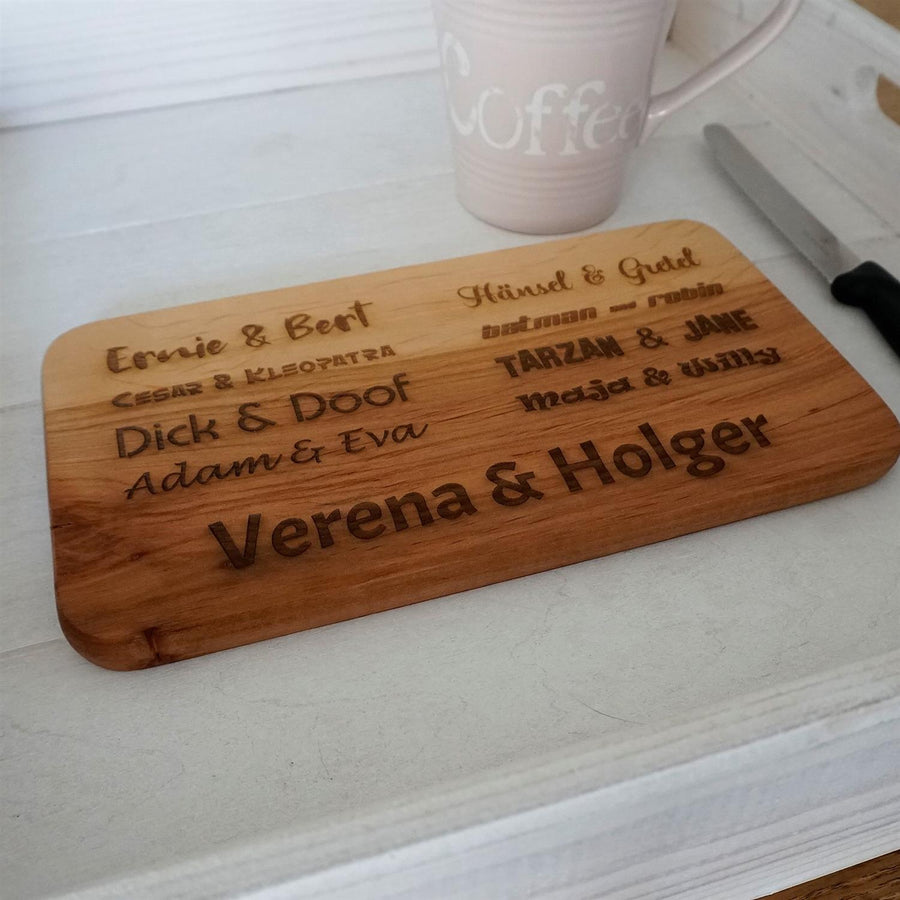 Coffee
Ernie & Bert
Cesar & Kleopatra
Dick & Doof
Adam & Eva
Hänsel & Gretel
batman and robin
TARZAN & JANE
Maja & Willy
Verena & Holger